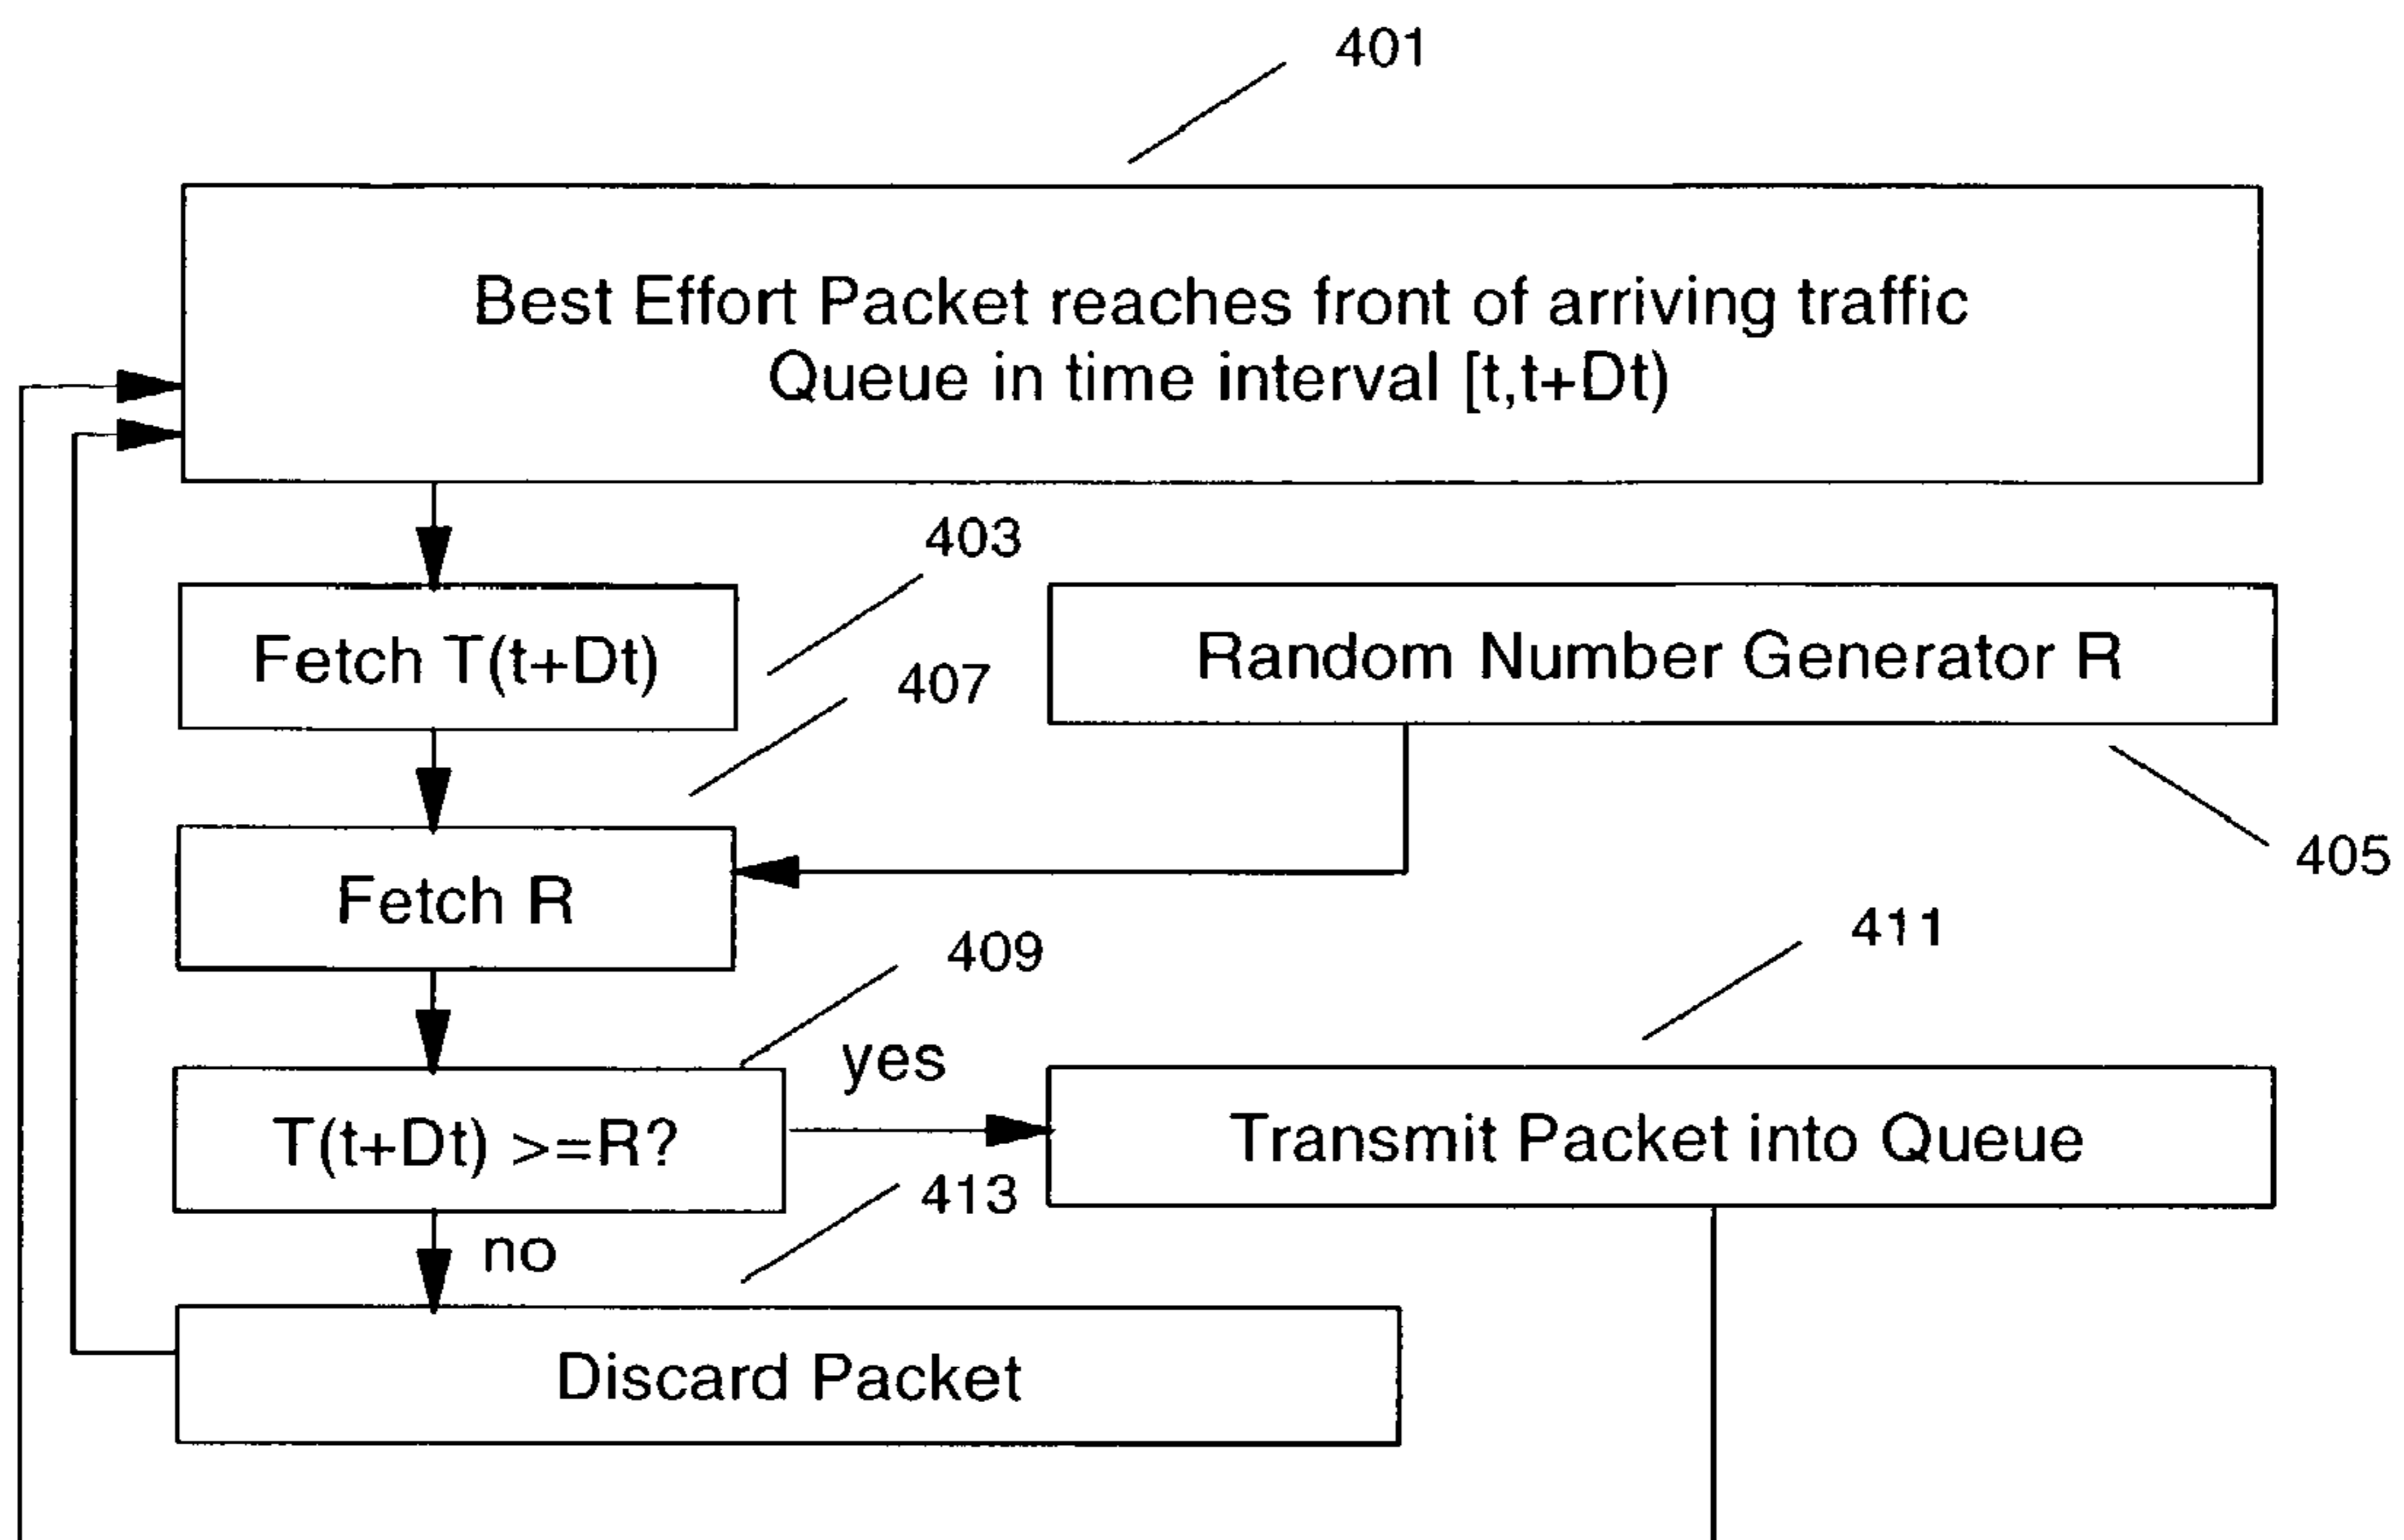 401
Best Effort Packet reaches front of arriving traffic
Queue in time interval [t,t+Dt)
403
Fetch T(t+Dt)
Random Number Generator R
407
405
Fetch R
411
409
yes
T(t+Dt) >=R?
Transmit Packet into Queue
413
no
Discard Packet